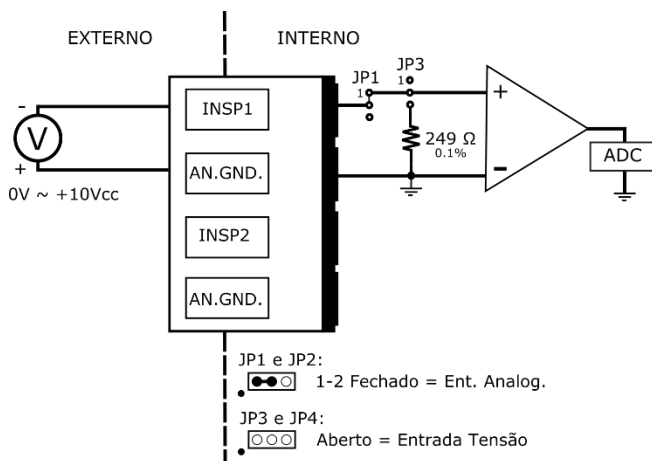 EXTERNO
INTERNO
JP1
JP3
1
1
INSP1
-
V
+
0V ~ +10Vcc
AN.GND.
INSP2
AN.GND.
249 Ω
0.1%
+
-
ADC
JP1 e JP2:
1-2 Fechado = Ent. Analog.
JP3 e JP4:
Aberto = Entrada Tensão